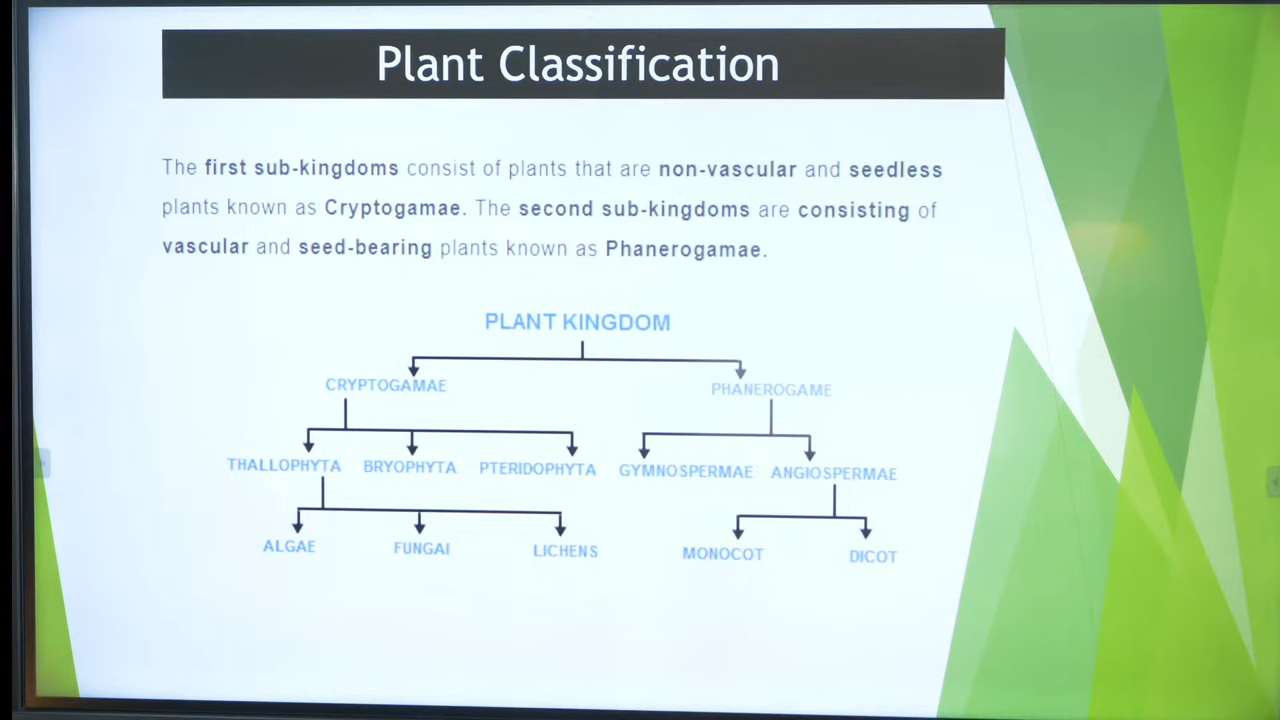 Plant Classification
The first sub-kingdoms consist of plants that are non-vascular and seedless
plants known as Cryptogamae. The second sub-kingdoms are consisting of
vascular and seed-bearing plants known as Phanerogamae.
PLANT KINGDOM
CRYPTOGAMAE PHANEROGAME
THALLOPHYTA BRYOPHYTA PTERIDOPHYTA GYMNOSPERMAE ANGIOSPERMAE
ALGAE FUNGAI LICHENS MONOCOT DICOT